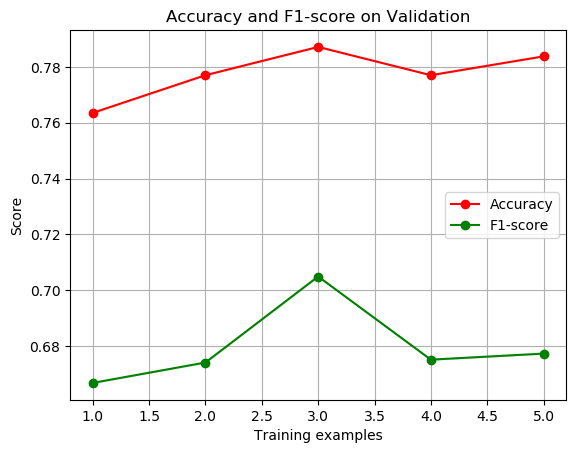 Accuracy and F1-score on Validation
0.78
0.76
0.74
0.72
0.70
0.68
Score
Accuracy
F1-score
1.0 1.5 2.0 2.5 3.0 3.5 4.0 4.5 5.0
Training examples